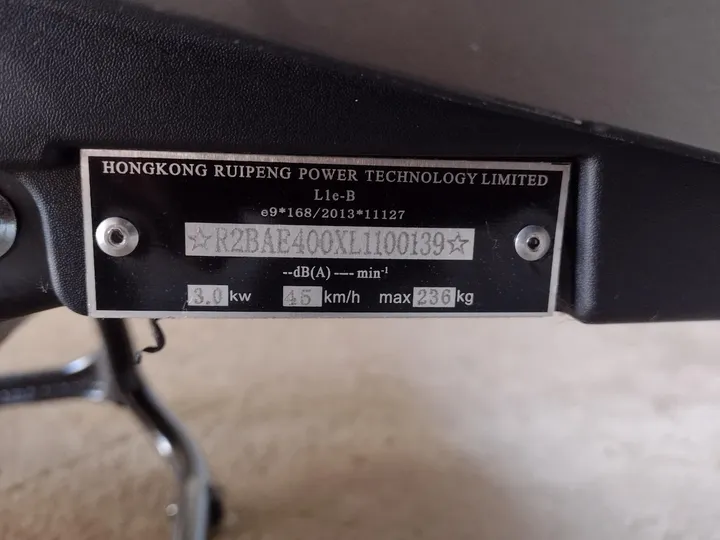 HONGKONG RUIPENG POWER TECHNOLOGY LIMITED
L1e-B
e9*168/2013*11127
☆R2BAE400XL1100139☆
--dB(A) ---- min⁻¹
3.0 kw 45 km/h max 236 kg